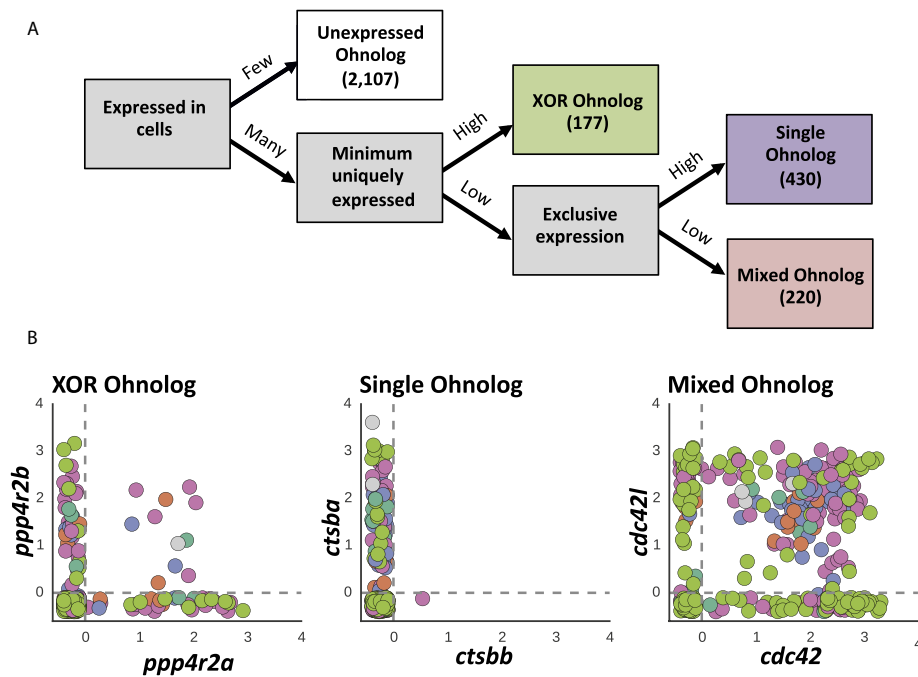 A
Expressed in
cells
Few
Many
Unexpressed
Ohnolog
(2,107)
Minimum
uniquely
expressed
High
Low
XOR Ohnolog
(177)
Exclusive
expression
High
Low
Single
Ohnolog
(430)
Mixed Ohnolog
(220)
B
XOR Ohnolog
4
3
2
1
0
ppp4r2b
0 1 2 3 4
ppp4r2a
Single Ohnolog
4
3
2
1
0
ctsba
0 1 2 3 4
ctsbb
Mixed Ohnolog
4
3
2
1
0
cdc42l
0 1 2 3 4
cdc42